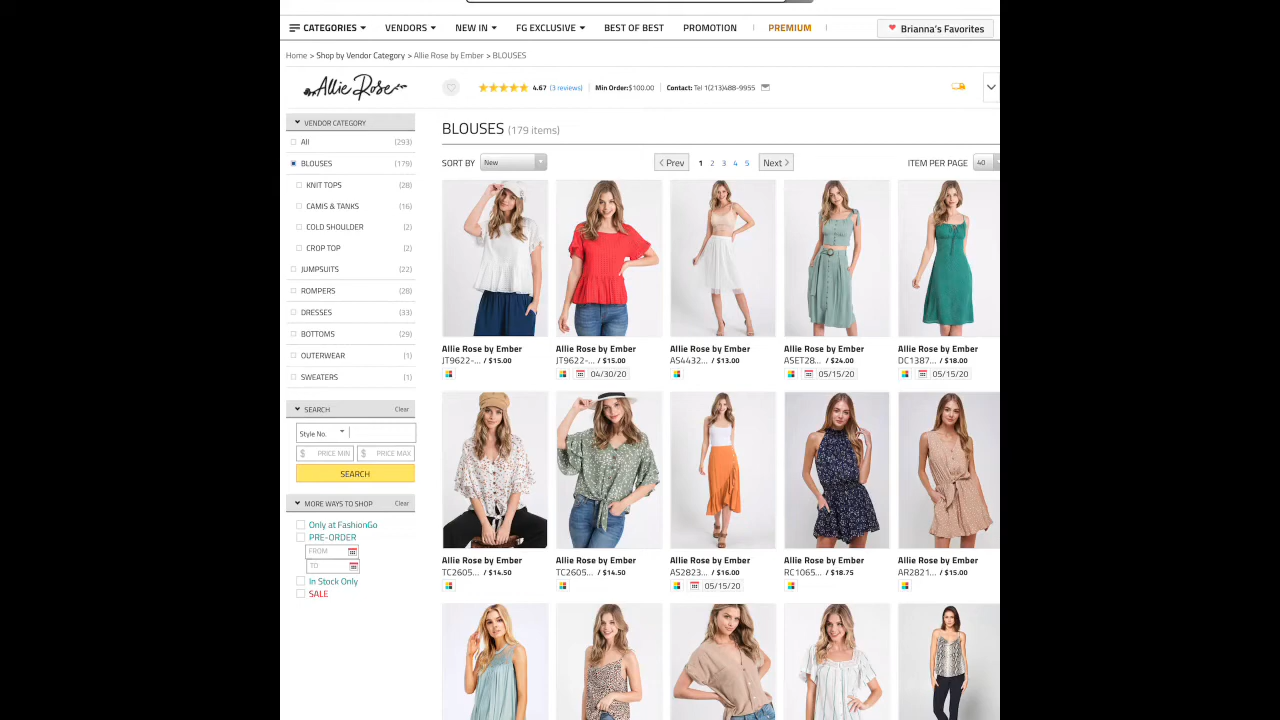 CATEGORIES VENDORS NEW IN FG EXCLUSIVE BEST OF BEST PROMOTION | PREMIUM | Brianna's Favorites
Home > Shop by Vendor Category > Allie Rose by Ember > BLOUSES
Allie Rose 4.67 (3 reviews) | Min Order:$100.00 | Contact: Tel 1(213)488-9955
VENDOR CATEGORY
All (293)
BLOUSES (179)
KNIT TOPS (28)
CAMIS & TANKS (16)
COLD SHOULDER (2)
CROP TOP (2)
JUMPSUITS (22)
ROMPERS (28)
DRESSES (33)
BOTTOMS (29)
OUTERWEAR (1)
SWEATERS (1)
SEARCH Clear
Style No.
$ PRICE MIN $ PRICE MAX
SEARCH
MORE WAYS TO SHOP Clear
Only at FashionGo
PRE-ORDER
FROM
TO
In Stock Only
SALE
BLOUSES (179 items)
SORT BY New < Prev 1 2 3 4 5 Next > ITEM PER PAGE 40
Allie Rose by Ember Allie Rose by Ember Allie Rose by Ember Allie Rose by Ember Allie Rose by Ember
JT9622-... / $15.00 JT9622-... / $15.00 AS4432... / $13.00 ASET28... / $24.00 DC1387... / $18.00
04/30/20 05/15/20 05/15/20
Allie Rose by Ember Allie Rose by Ember Allie Rose by Ember Allie Rose by Ember Allie Rose by Ember
TC2605... / $14.50 TC2605... / $14.50 AS2823... / $16.00 RC1065... / $18.75 AR2821... / $15.00
05/15/20